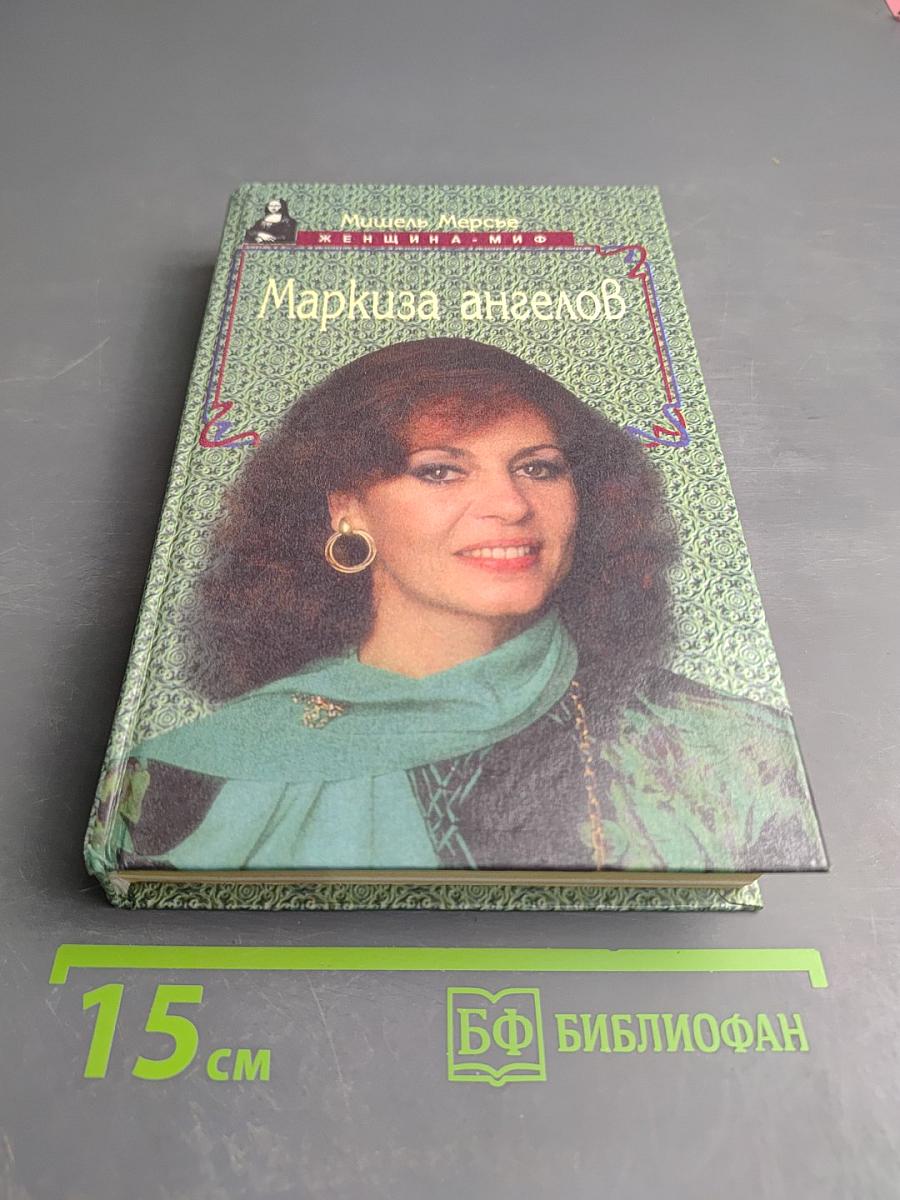 Мишель Мерсье
ЖЕНЩИНА-МИФ
Маркиза ангелов
15 см
БФ БИБЛИОФАН